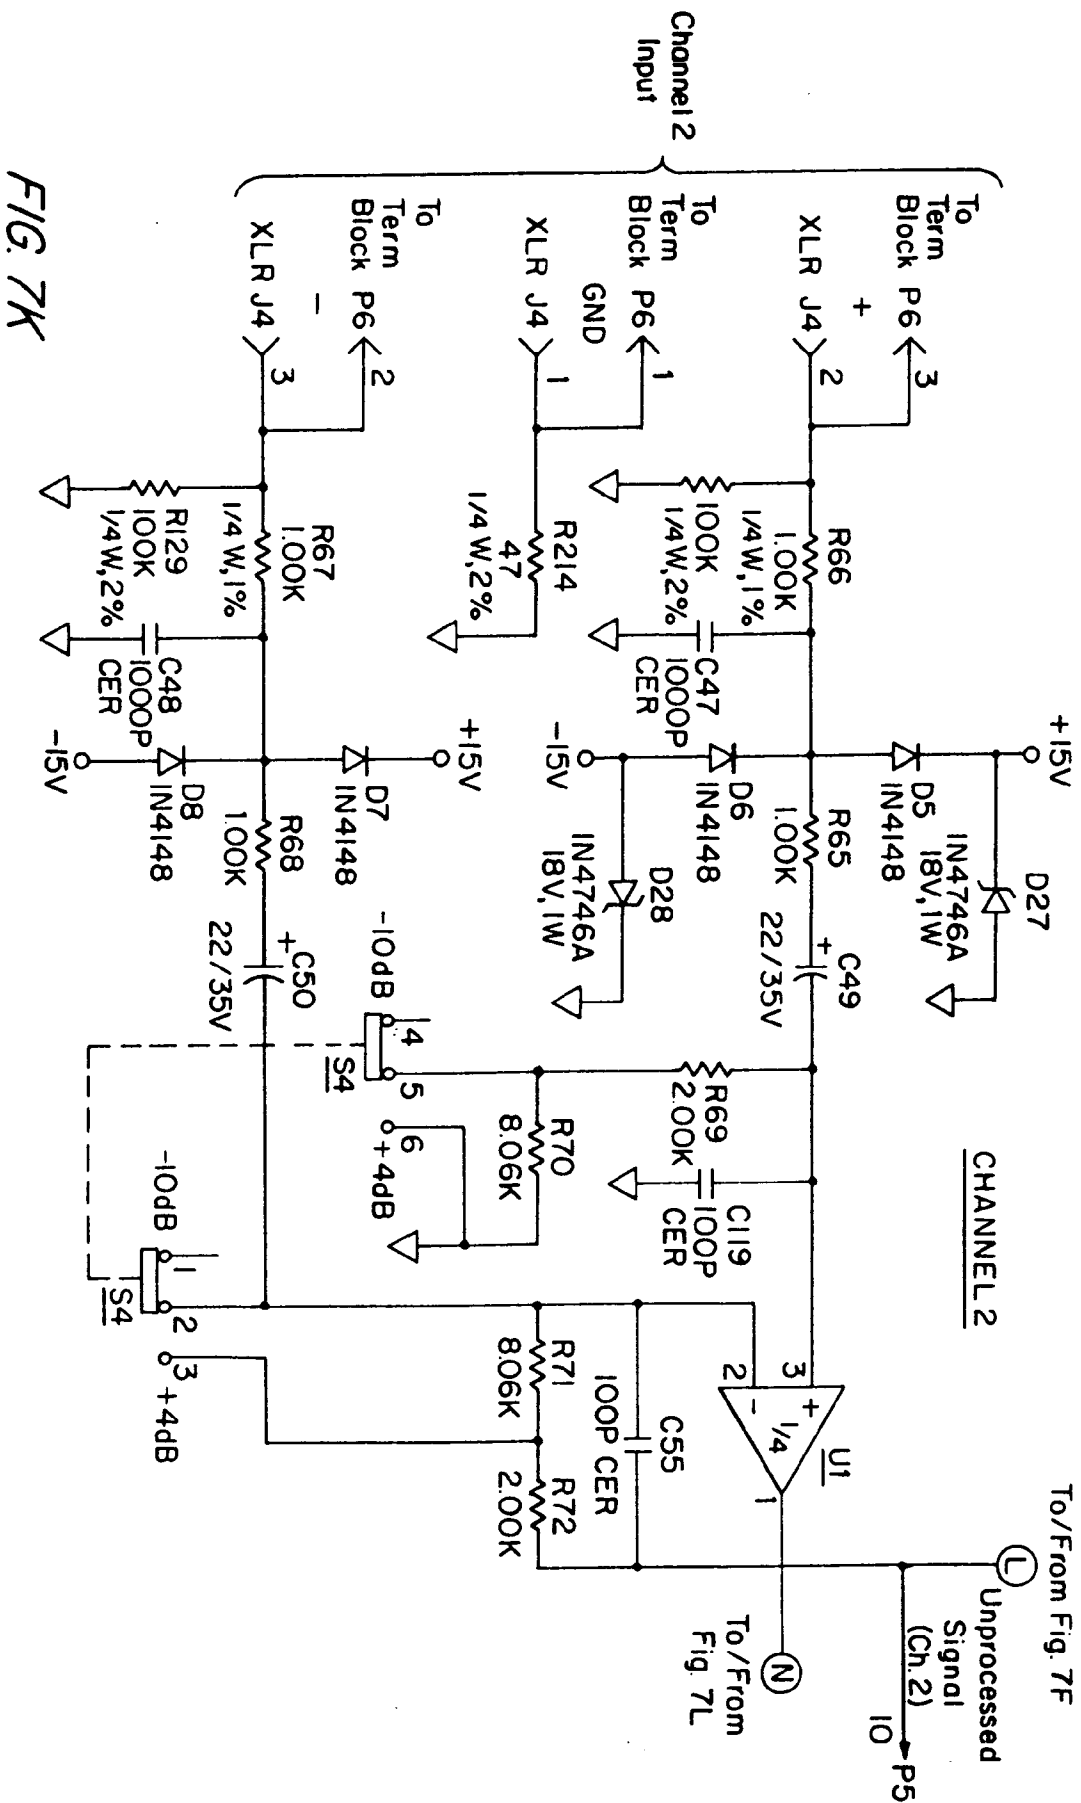 Channel 2
Input
To
Term
Block P6
3
+
XLR J4
2
To
Term
Block P6
1
GND
XLR J4
1
To
Term
Block P6
2
-
XLR J4
3
R66
1.00K
1/4W,1%
100K
1/4W,2%
C47
1000P
CER
R214
47
1/4W,2%
R67
1.00K
1/4W,1%
R129
100K
1/4W,2%
C48
1000P
CER
+15V
D5
1N4148
D27
1N4746A
18V,1W
D6
1N4148
-15V
D28
1N4746A
18V,1W
R65
1.00K
C49
+
22/35V
+15V
D7
1N4148
D8
1N4148
-15V
R68
1.00K
+C50
22/35V
CHANNEL 2
R69
2.00K
C119
100P
CER
-10dB
4
5
6
+4dB
S4
R70
8.06K
-10dB
1
2
3
+4dB
S4
R71
8.06K
R72
2.00K
C55
100P CER
3
+
2
-
1/4
U1
1
To/From Fig. 7F
L
Unprocessed
Signal
(Ch.2)
10
P5
N
To/From
Fig. 7L
FIG. 7K